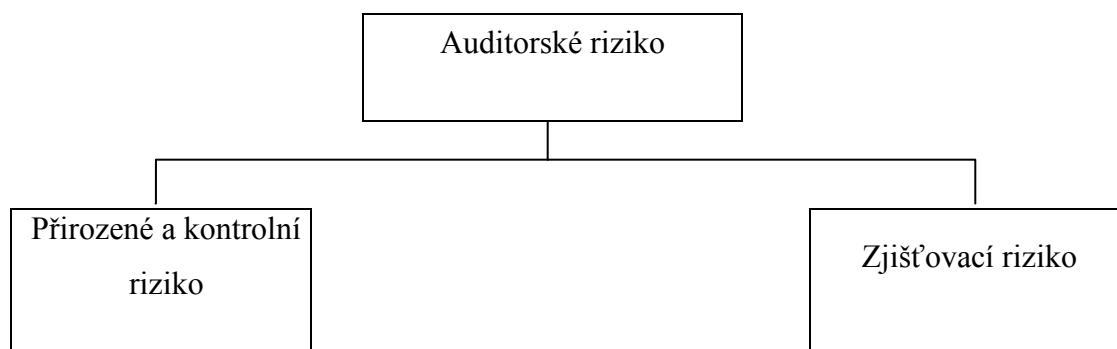 Auditorské riziko
Přirozené a kontrolní
riziko
Zjišťovací riziko